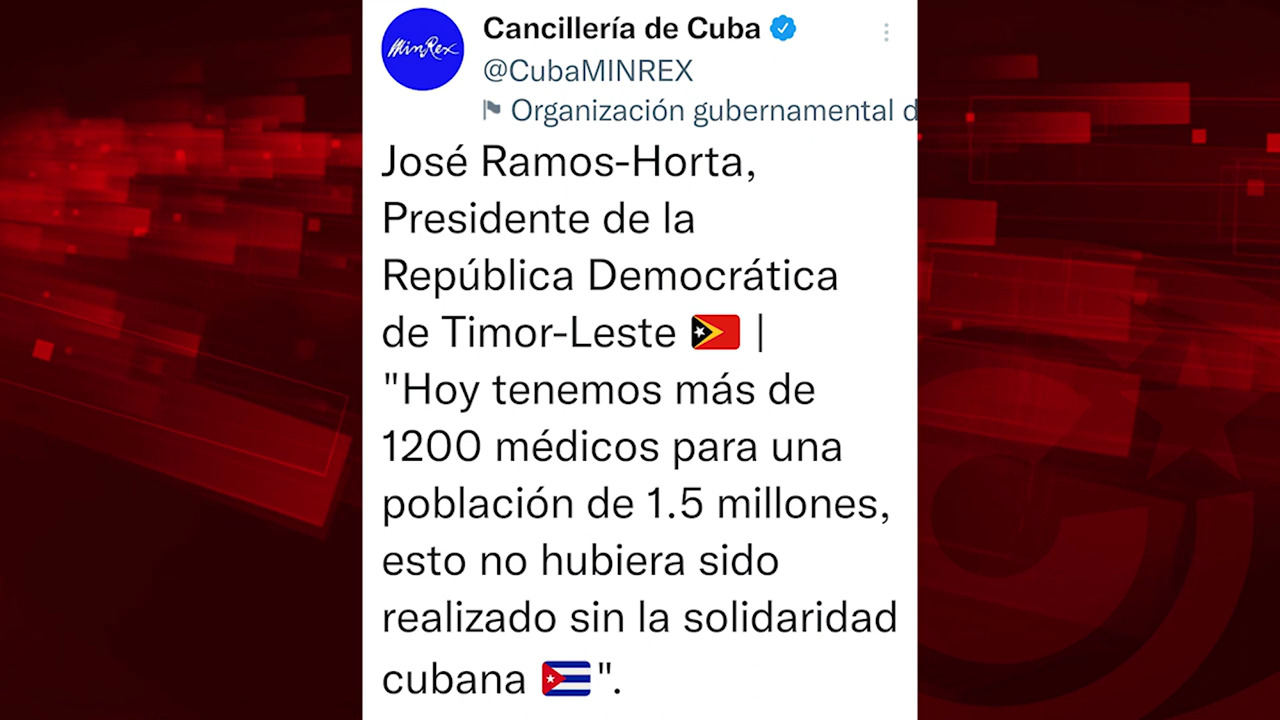 MinRex
Cancillería de Cuba
@CubaMINREX
Organización gubernamental d
José Ramos-Horta,
Presidente de la
República Democrática
de Timor-Leste 🇹🇱 |
"Hoy tenemos más de
1200 médicos para una
población de 1.5 millones,
esto no hubiera sido
realizado sin la solidaridad
cubana 🇨🇺".